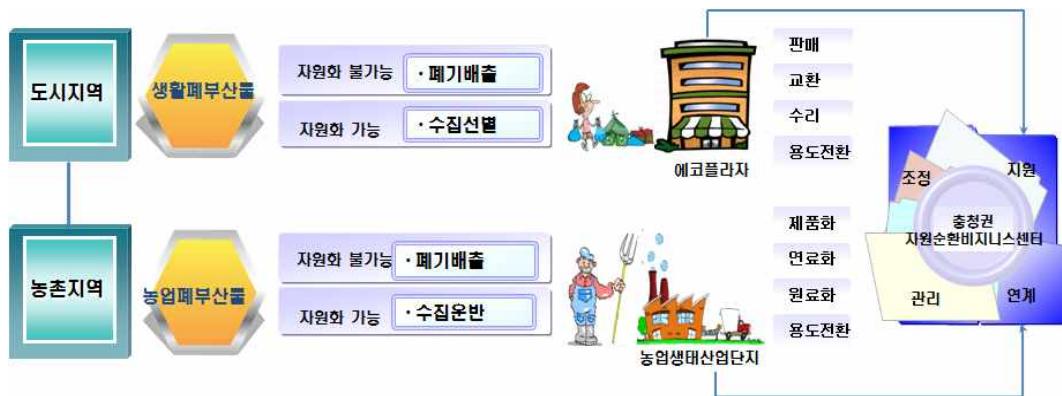 도시지역
생활폐부산물
자원화 불가능
· 폐기배출
자원화 가능
· 수집선별
에코플라자
판매
교환
수리
용도전환
농촌지역
농업폐부산물
자원화 불가능
· 폐기배출
자원화 가능
· 수집운반
농업생태산업단지
제품화
연료화
원료화
용도전환
조정
지원
충청권
자원순환비지니스센터
관리
연계